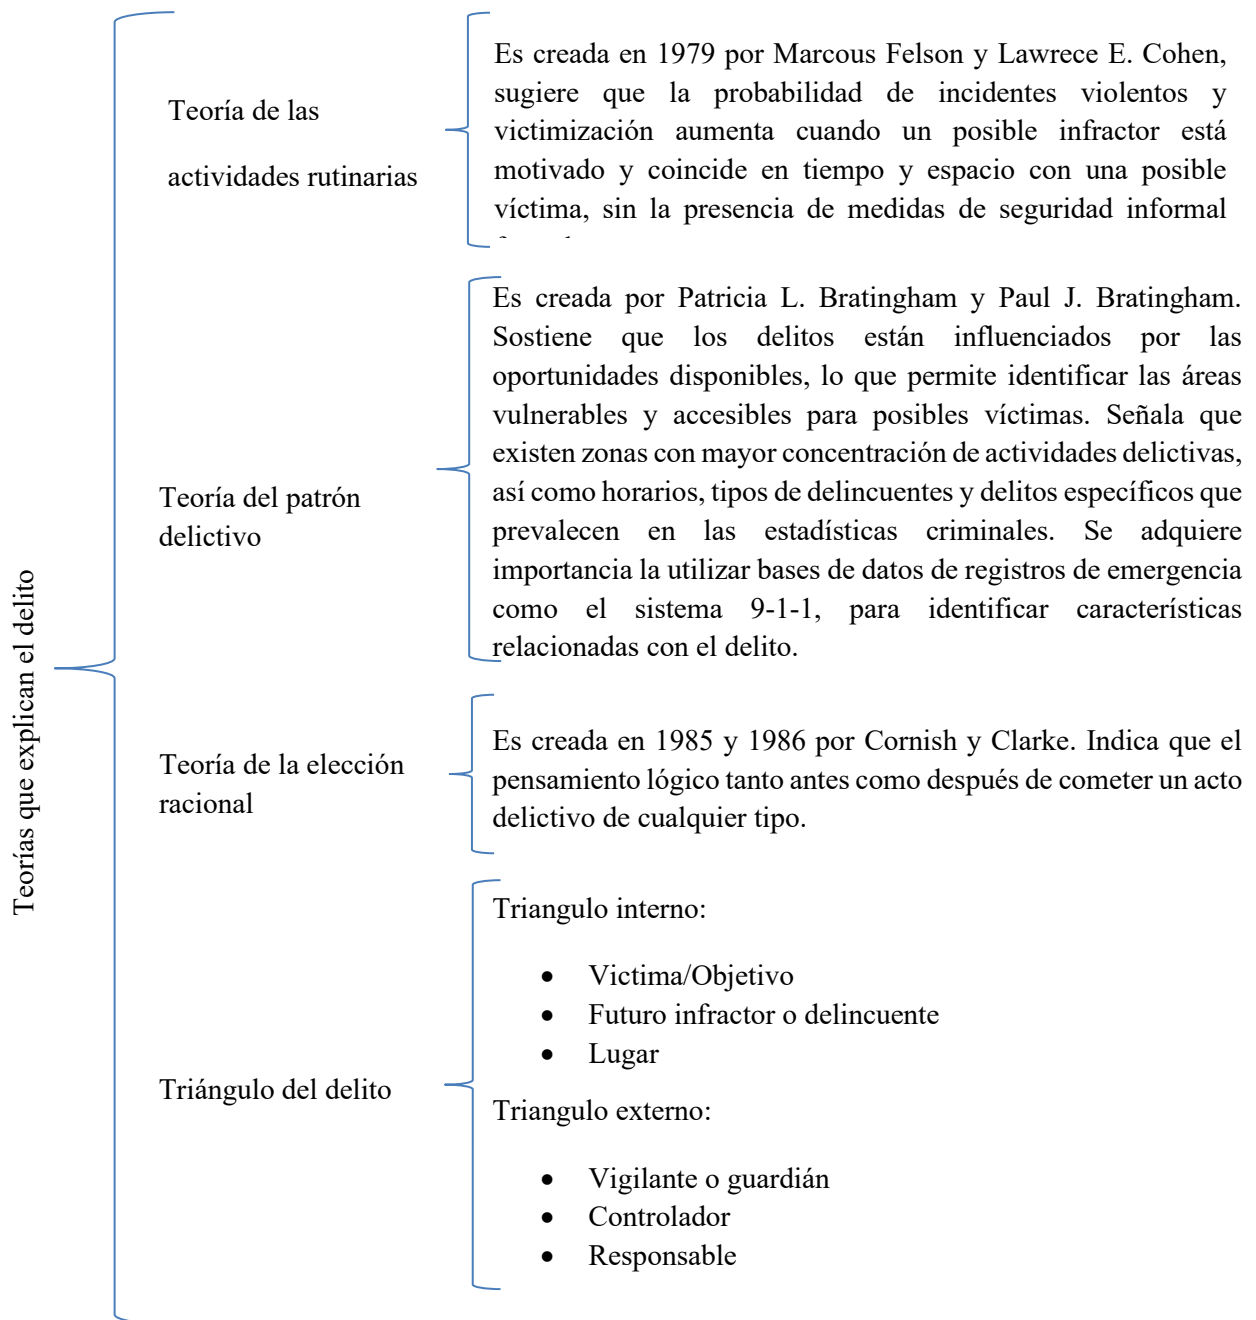 Teorías que explican el delito
Teoría de las
actividades rutinarias
Es creada en 1979 por Marcous Felson y Lawrece E. Cohen,
sugiere que la probabilidad de incidentes violentos y
victimización aumenta cuando un posible infractor está
motivado y coincide en tiempo y espacio con una posible
víctima, sin la presencia de medidas de seguridad informal
Teoría del patrón
delictivo
Es creada por Patricia L. Bratingham y Paul J. Bratingham.
Sostiene que los delitos están influenciados por las
oportunidades disponibles, lo que permite identificar las áreas
vulnerables y accesibles para posibles víctimas. Señala que
existen zonas con mayor concentración de actividades delictivas,
así como horarios, tipos de delincuentes y delitos específicos que
prevalecen en las estadísticas criminales. Se adquiere
importancia la utilizar bases de datos de registros de emergencia
como el sistema 9-1-1, para identificar características
relacionadas con el delito.
Teoría de la elección
racional
Es creada en 1985 y 1986 por Cornish y Clarke. Indica que el
pensamiento lógico tanto antes como después de cometer un acto
delictivo de cualquier tipo.
Triángulo del delito
Triangulo interno:
• Victima/Objetivo
• Futuro infractor o delincuente
• Lugar
Triangulo externo:
• Vigilante o guardián
• Controlador
• Responsable